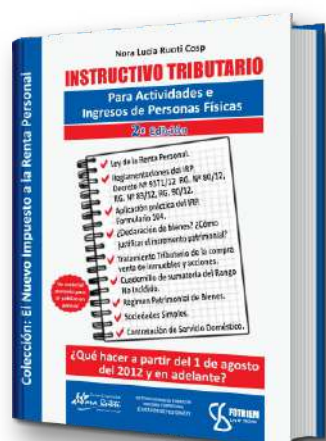 Colección: El Nuevo Impuesto a la Renta Personal
Nora Lucía Ruoti Cosp
INSTRUCTIVO TRIBUTARIO
Para Actividades e
Ingresos de Personas Físicas
2ª Edición
Ley de la Renta Personal.
Reglamentaciones del IRP.
Decreto Nº 9371/12 RG. Nº 80/12,
RG. Nº 83/12, RG. 90/12.
Aplicación práctica del IRP.
Formulario 104.
¿Declaración de bienes? ¿Cómo
justificar el incremento patrimonial?
Tratamiento Tributario de la compra
venta de inmuebles y acciones.
Cuadernillo de sumatoria del Rango
No Incidido.
Régimen Patrimonial de Bienes.
Sociedades Simples.
Contratación de Servicio Doméstico.
¿Qué hacer a partir del 1 de agosto
del 2012 y en adelante?